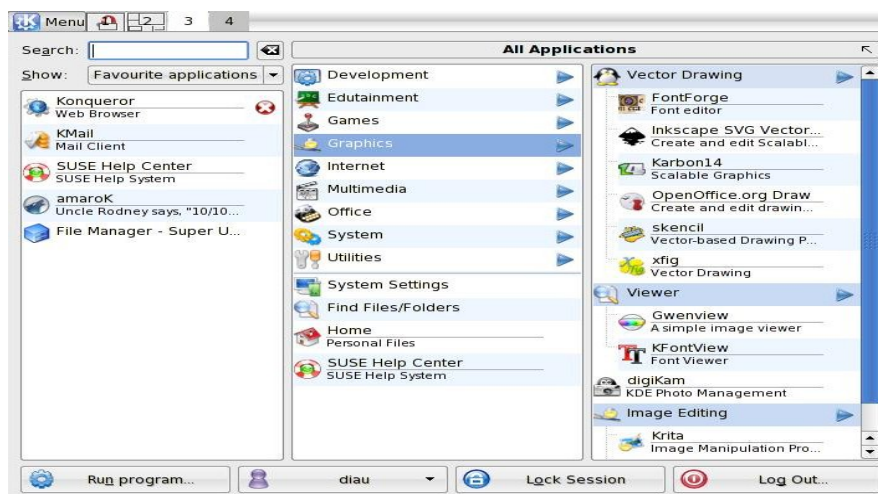 Menu 2 3 4
Search:
All Applications
Show: Favourite applications
Konqueror
Web Browser
KMail
Mail Client
SUSE Help Center
SUSE Help System
amaroK
Uncle Rodney says, "10/10...
File Manager - Super U...
Development
Edutainment
Games
Graphics
Internet
Multimedia
Office
System
Utilities
System Settings
Find Files/Folders
Home
Personal Files
SUSE Help Center
SUSE Help System
Vector Drawing
FontForge
Font editor
Inkscape SVG Vector...
Create and edit Scalabl...
Karbon14
Scalable Graphics
OpenOffice.org Draw
Create and edit drawin...
skencil
Vector-based Drawing P...
xfig
Vector Drawing
Viewer
Gwenview
A simple image viewer
KFontView
Font Viewer
digiKam
KDE Photo Management
Image Editing
Krita
Image Manipulation Pro...
Run program... diau Lock Session Log Out...